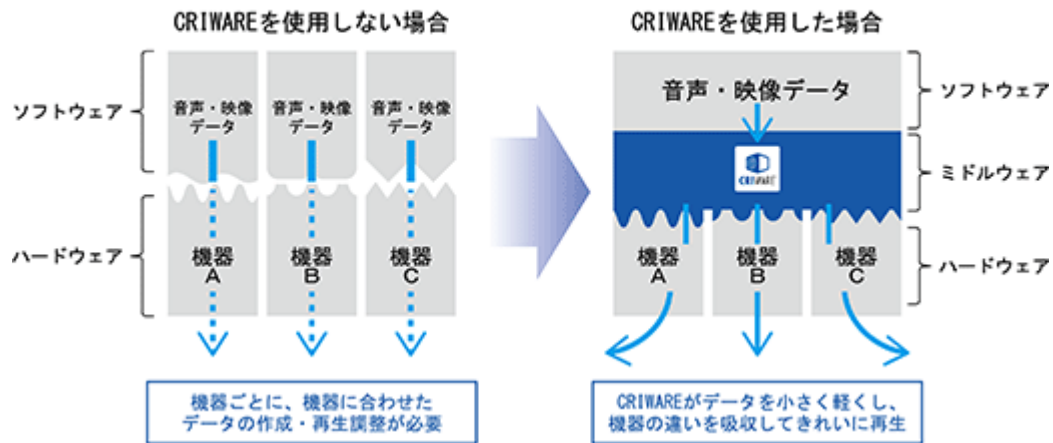 CRIWAREを使用しない場合
ソフトウェア
音声・映像
データ
音声・映像
データ
音声・映像
データ
ハードウェア
機器
A
機器
B
機器
C
機器ごとに、機器に合わせた
データの作成・再生調整が必要
CRIWAREを使用した場合
音声・映像データ
ソフトウェア
CRIWARE
ミドルウェア
機器
A
機器
B
機器
C
ハードウェア
CRIWAREがデータを小さく軽くし、
機器の違いを吸収してきれいに再生